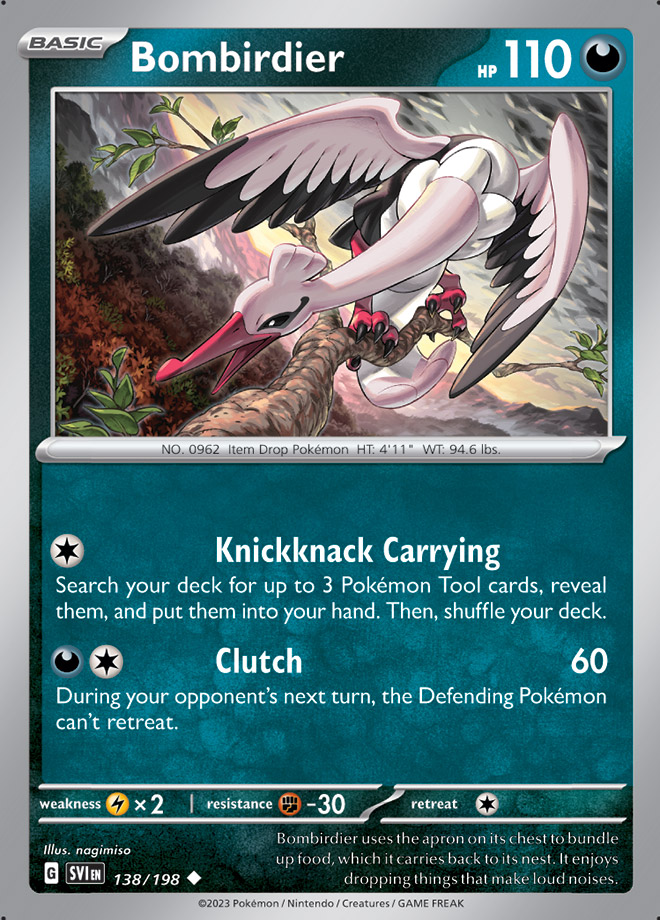 BASIC Bombirdier HP 110
NO. 0962 Item Drop Pokémon HT: 4'11" WT: 94.6 lbs.
Knickknack Carrying
Search your deck for up to 3 Pokémon Tool cards, reveal
them, and put them into your hand. Then, shuffle your deck.
Clutch 60
During your opponent's next turn, the Defending Pokémon
can't retreat.
weakness ×2 resistance -30 retreat
Illus. nagimiso
Bombirdier uses the apron on its chest to bundle
up food, which it carries back to its nest. It enjoys
dropping things that make loud noises.
G SVI EN 138/198
©2023 Pokémon / Nintendo / Creatures / GAME FREAK